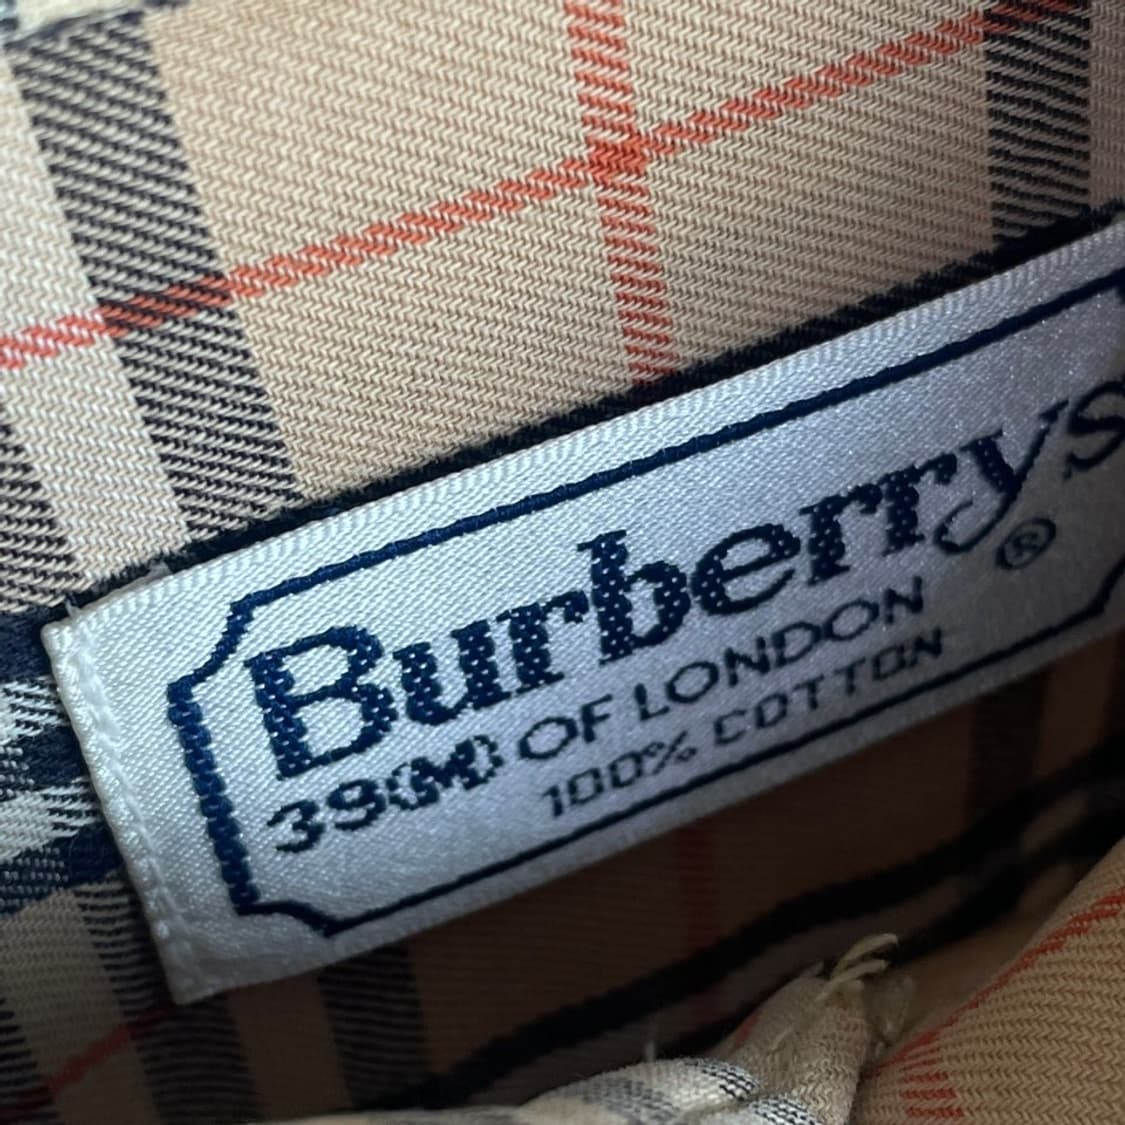 Burberrys
®
39(M) OF LONDON
100% COTTON